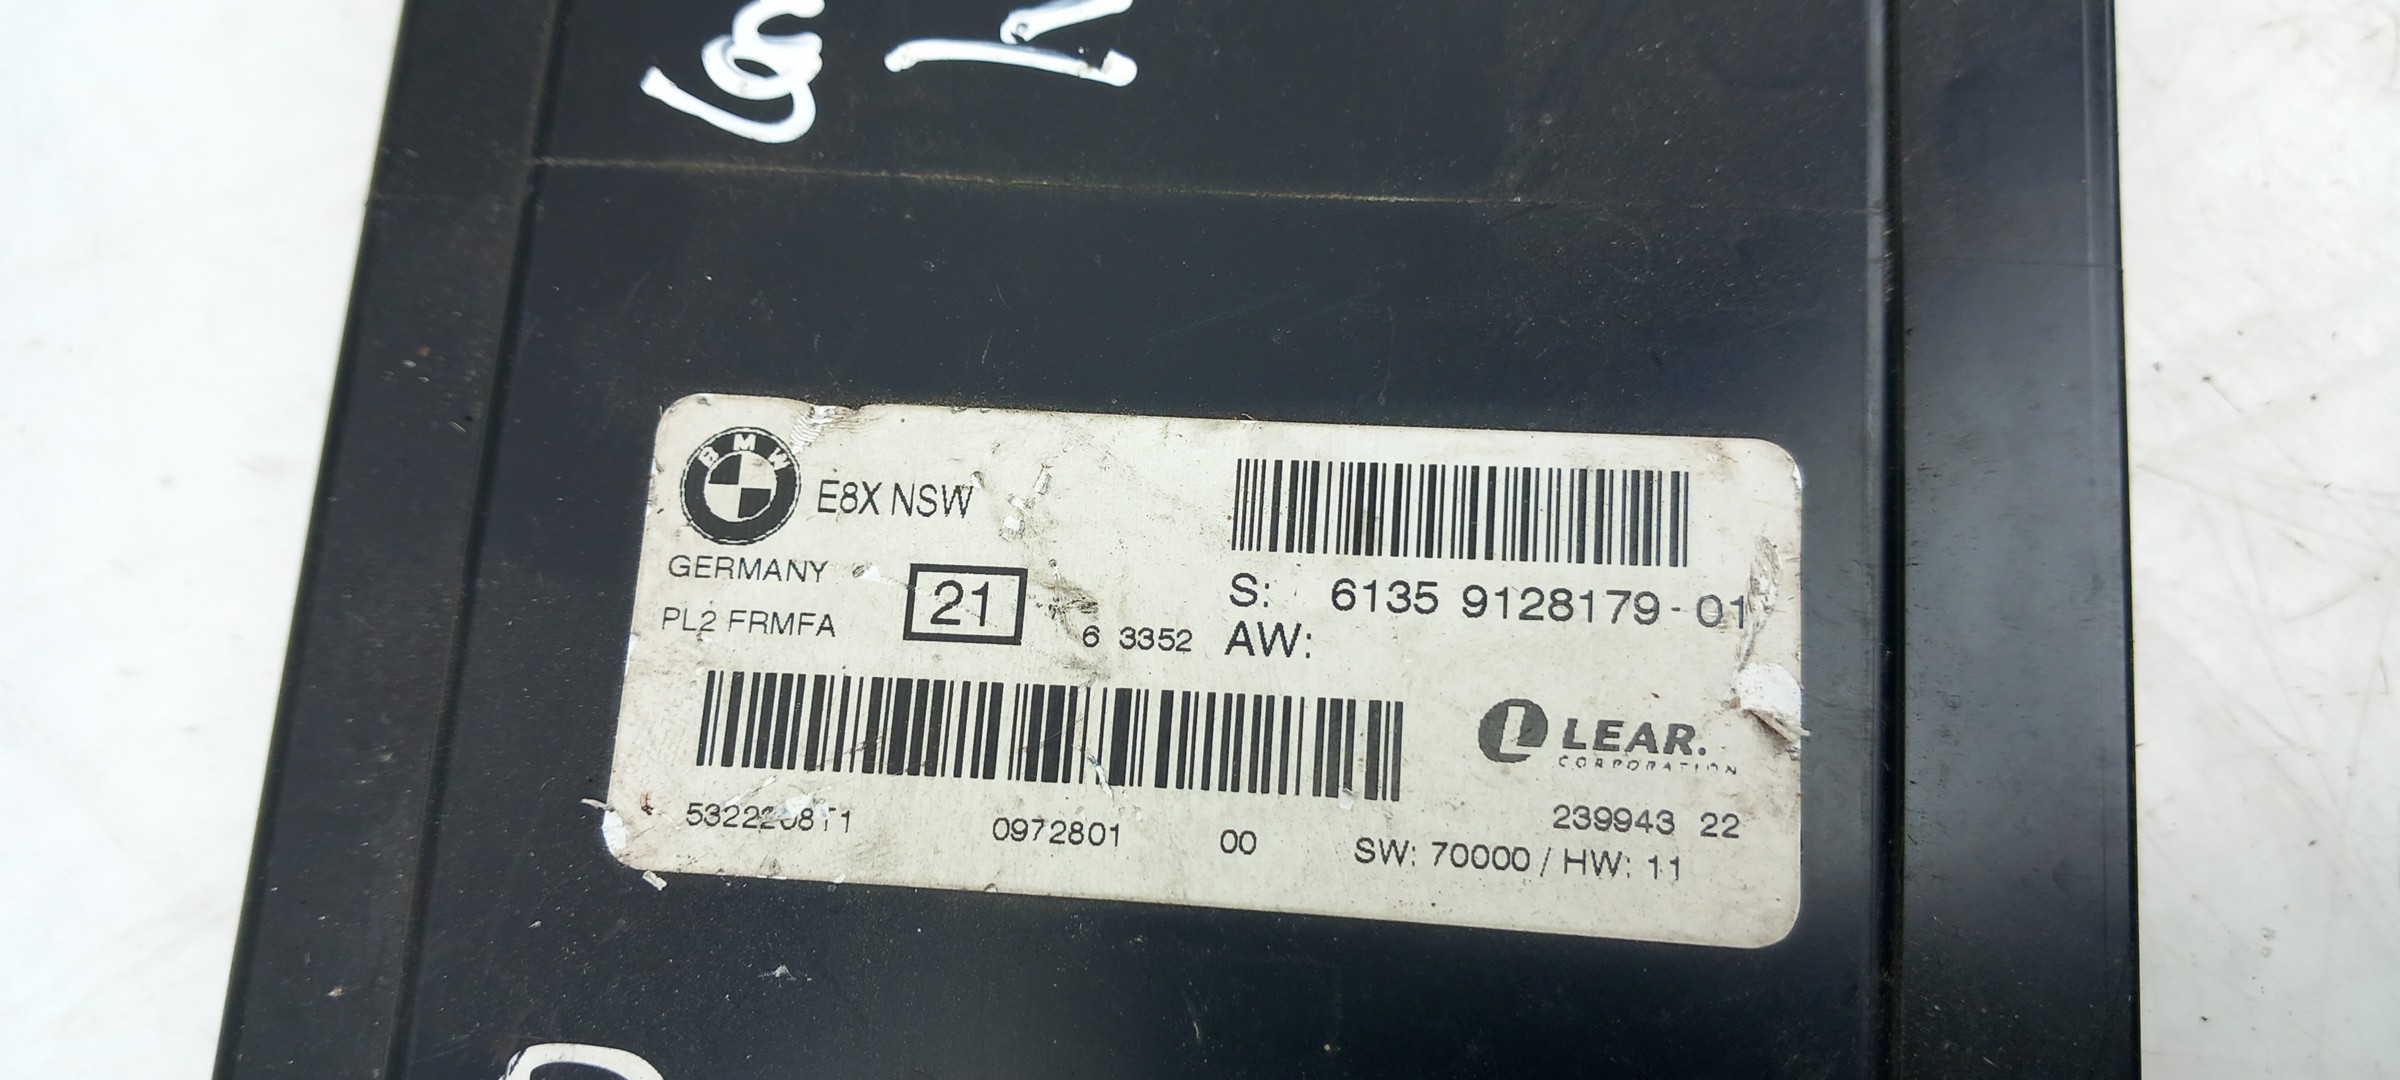 BMW
E8X NSW
GERMANY
PL2 FRMFA
21
6 3352
S: 6135 9128179-01
AW:
LEAR.
CORPORATION
0972801 00
239943 22
SW: 70000 / HW: 11